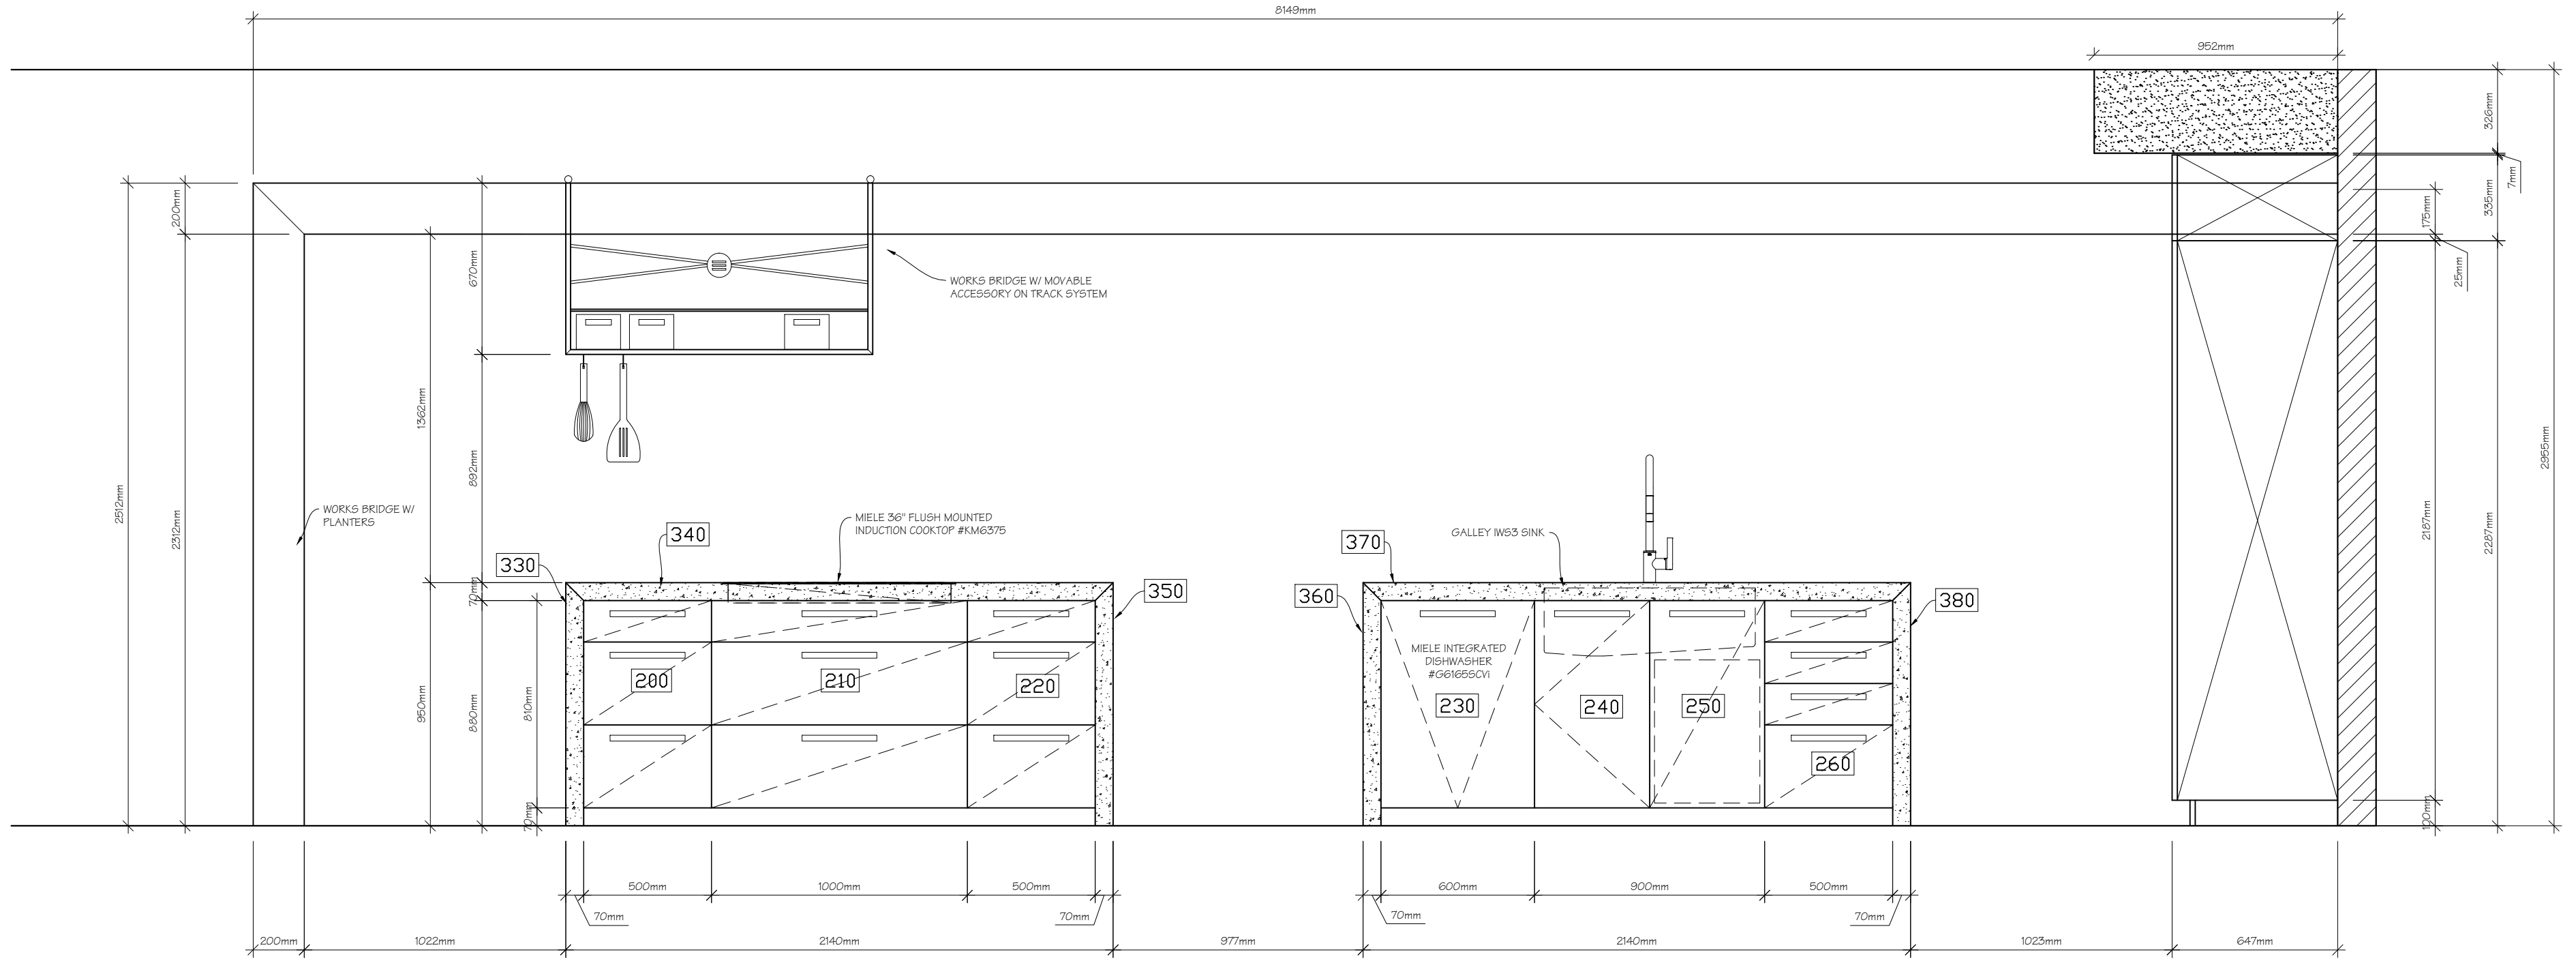 8149mm
952mm
326mm
7mm
335mm
175mm
25mm
200mm
670mm
WORKS BRIDGE W/ MOVABLE
ACCESSORY ON TRACK SYSTEM
2512mm
2312mm
1362mm
892mm
2955mm
2187mm
2287mm
WORKS BRIDGE W/
PLANTERS
MIELE 36" FLUSH MOUNTED
INDUCTION COOKTOP #KM6375
GALLEY IWS3 SINK
340
330
350
370
360
380
70mm
950mm
880mm
810mm
70mm
100mm
200
210
220
MIELE INTEGRATED
DISHWASHER
#G6165SCVi
230
240
250
260
500mm
1000mm
500mm
600mm
900mm
500mm
70mm
70mm
70mm
70mm
200mm
1022mm
2140mm
977mm
2140mm
1023mm
647mm